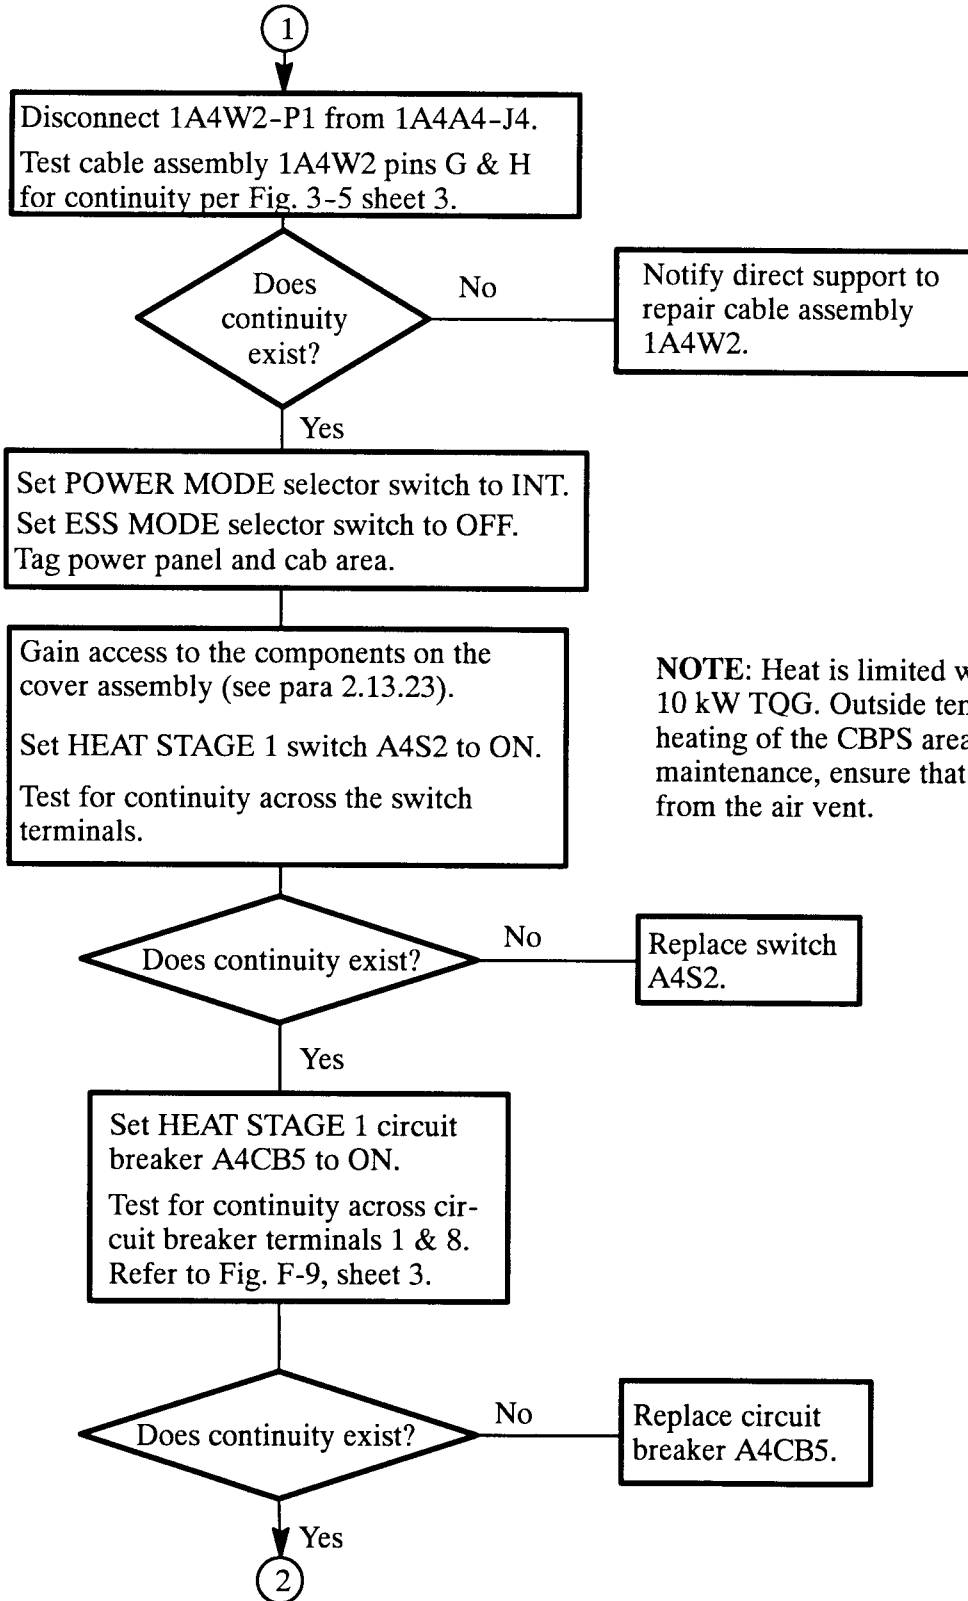 1
Disconnect 1A4W2-P1 from 1A4A4-J4.
Test cable assembly 1A4W2 pins G & H
for continuity per Fig. 3-5 sheet 3.
Does
continuity
exist?
No
Notify direct support to
repair cable assembly
1A4W2.
Yes
Set POWER MODE selector switch to INT.
Set ESS MODE selector switch to OFF.
Tag power panel and cab area.
Gain access to the components on the
cover assembly (see para 2.13.23).
Set HEAT STAGE 1 switch A4S2 to ON.
Test for continuity across the switch
terminals.
NOTE: Heat is limited
10 kW TQG. Outside
heating of the CBPS area
maintenance, ensure that
from the air vent.
Does continuity exist?
No
Replace switch
A4S2.
Yes
Set HEAT STAGE 1 circuit
breaker A4CB5 to ON.
Test for continuity across cir-
cuit breaker terminals 1 & 8.
Refer to Fig. F-9, sheet 3.
Does continuity exist?
No
Replace circuit
breaker A4CB5.
Yes
2